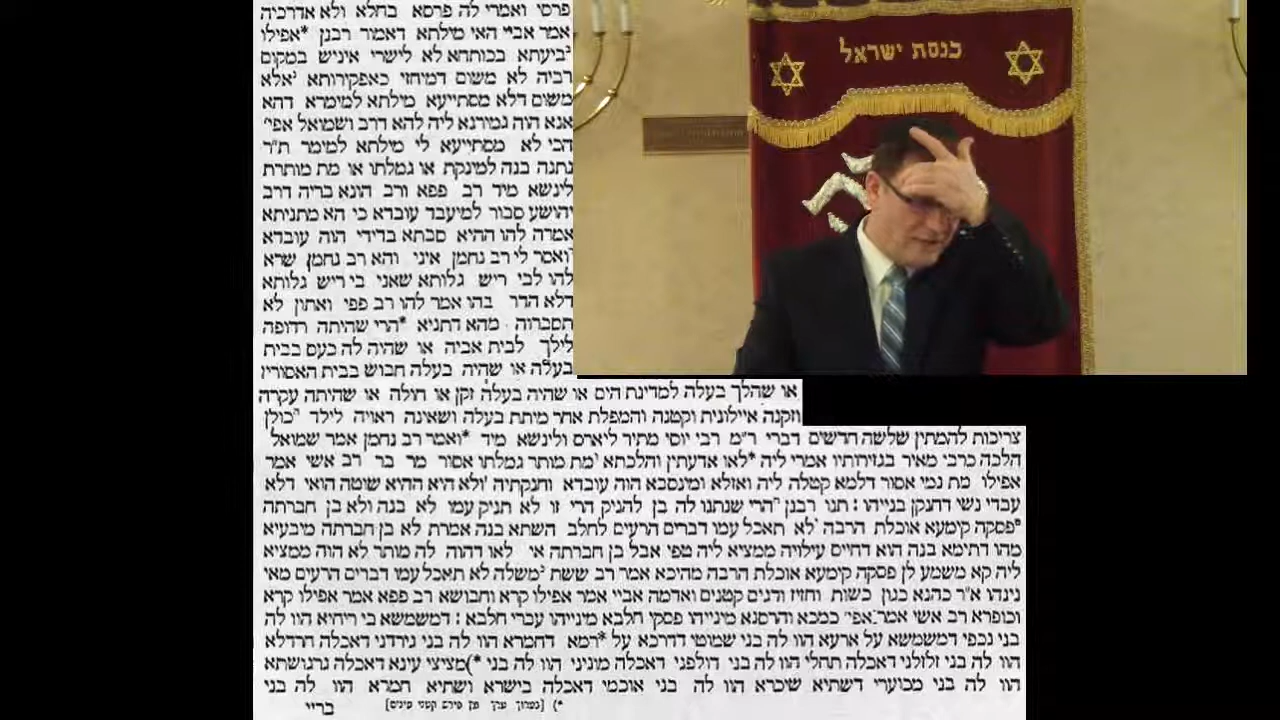 פרסי ואמרי לה פרסא בחלא ולא אדרכיה
אמר אביי האי מילתא דאמור רבנן *אפילו
ביעתא בכותחא לא לישרי איניש במקום
רביה לא משום דמיחזי כאפקירותא אלא
משום דלא מסתייעא מילתא למימרא דהא
אנא הוה גמירנא ליה להא דרב ושמואל אפי'
הכי לא מסתייעא לי מילתא למימר ת"ר
נתנה בנה למינקת או גמלתו או מת מותרת
לינשא מיד רב פפא ורב הונא בריה דרב
יהושע סבור למיעבד עובדא כי הא מתניתא
אמרה להו ההיא סבתא בדידי הוה עובדא
ואסר לי רב נחמן איני והא רב נחמן שרא
להו לבי ריש גלותא שאני בי ריש גלותא
דלא הדרי בהו אמר להו רב פפי ואתון לא
תסברוה מהא דתניא *הרי שהיתה רדופה
לילך לבית אביה או שהיה לה כעס בבית
בעלה או שהיה בעלה חבוש בבית האסורין
או שהלך בעלה למדינת הים או שהיה בעלה זקן או חולה או שהיתה עקרה
וזקנה איילונית וקטנה והמפלת אחר מיתת בעלה ושאינה ראויה לילד כולן
צריכות להמתין שלשה חדשים דברי ר"מ רבי יוסי מתיר ליארס ולינשא מיד *ואמר רב נחמן אמר שמואל
הלכה כרבי מאיר בגזירותיו אמרי ליה *לאו אדעתין והלכתא מת מותר גמלתו אסור מר בר רב אשי אמר
אפילו מת נמי אסור דלמא קטלה ליה ואזלא ומינסבא הוה עובדא וחנקתיה ולא היא ההיא שוטה הואי דלא
עבדי נשי דחנקן בנייהו : תנו רבנן הרי שנתנו לה בן להניק הרי זו לא תניק עמו לא בנה ולא בן חברתה
פסקה קימעא אוכלת הרבה לא תאכל עמו דברים הרעים לחלב השתא בנה אמרת לא בן חברתה מיבעיא
מהו דתימא בנה הוא דחייס עילויה ממציא ליה טפי אבל בן חברתה אי לאו דהוה לה מותר לא הוה ממציא
ליה קא משמע לן פסקה קימעא אוכלת הרבה מהיכא אמר רב ששת משלה לא תאכל עמו דברים הרעים מאי
נינהו א"ר כהנא כגון כשות וחזיז ודגים קטנים ואדמה אביי אמר אפילו קרא וחבושא רב פפא אמר אפילו קרא
וכופרא רב אשי אמר אפי' כמכא והרסנא מינייהו פסקי חלבא מינייהו עכרי חלבא : דמשמשא בי ריחיא הוו לה
בני נכפי דמשמשא על ארעא הוו לה בני שמוטי דדרכא על *רמא דחמרא הוו לה בני גירדני דאכלה חרדלא
הוו לה בני זלזלני דאכלה תחלי הוו לה בני דולפני דאכלה מוניני הוו לה בני *)מציצי עינא דאכלה גרגושתא
הוו לה בני מכוערי דשתיא שיכרא הוו לה בני אוכמי דאכלה בישרא ושתיא חמרא הוו לה בני
בריי
כנסת ישראל